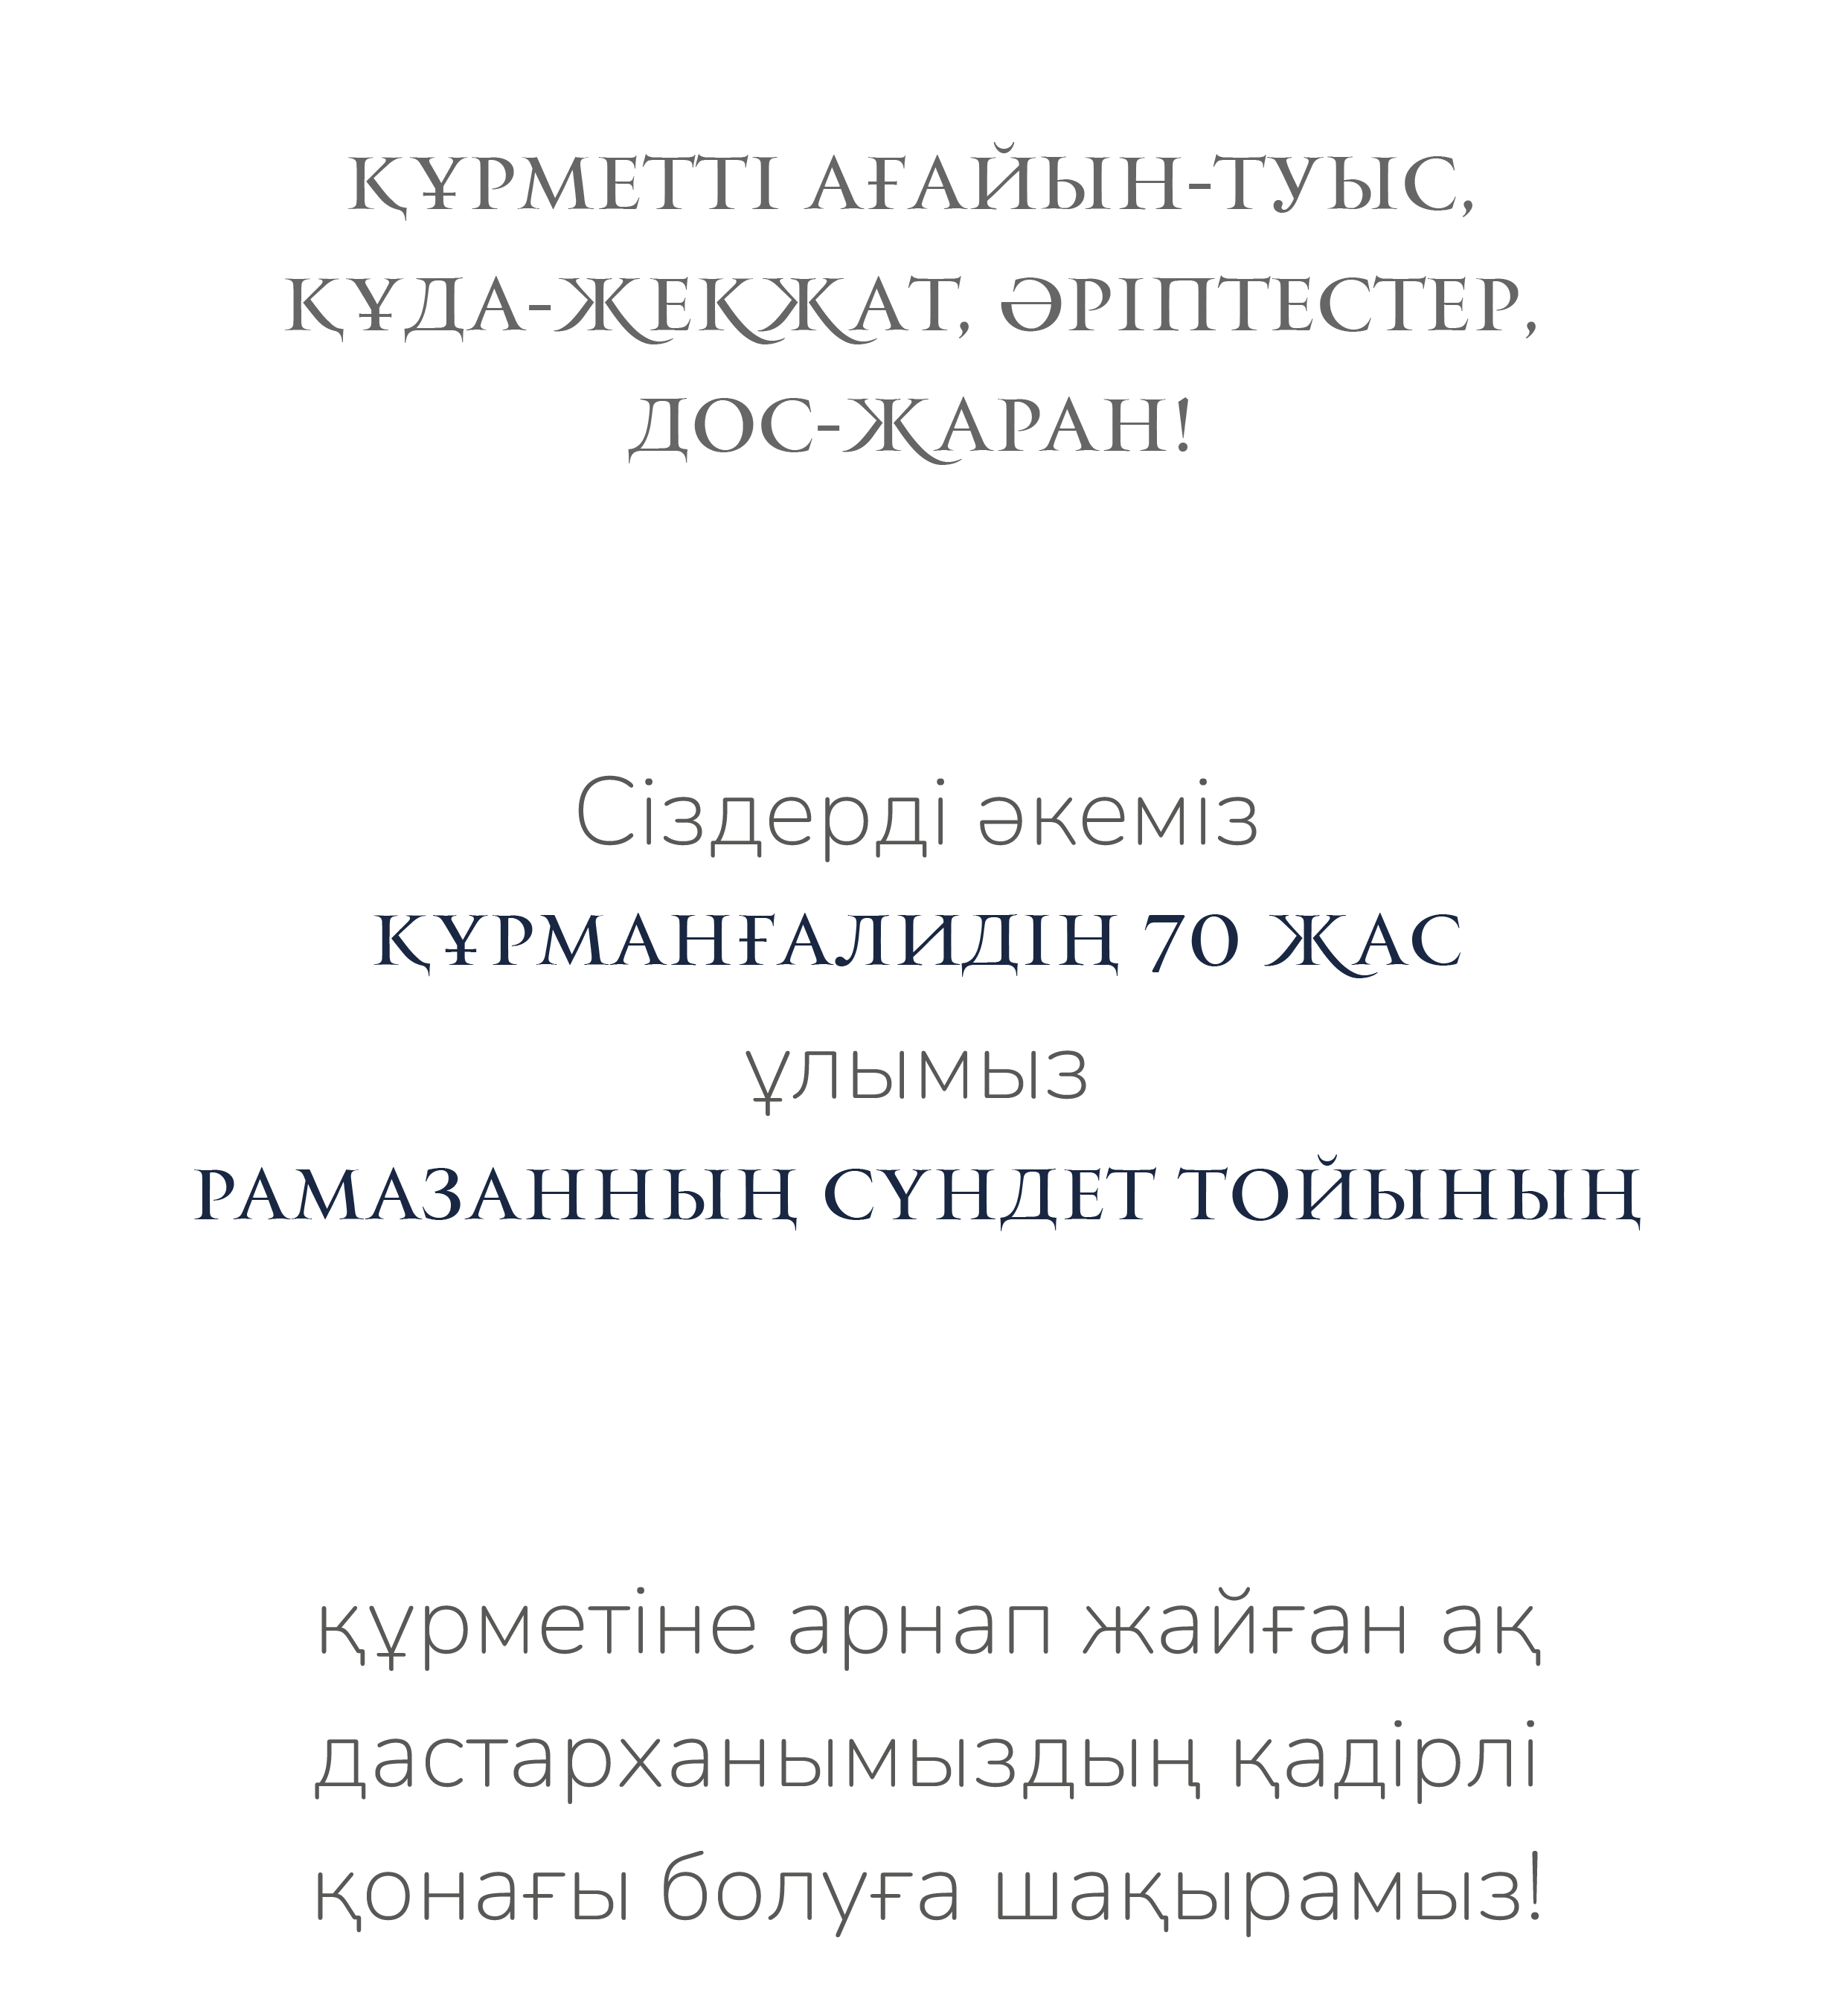 ҚҰРМЕТТІ АҒАЙЫН-ТУЫС,
ҚҰДА-ЖЕКЖАТ, ӘРІПТЕСТЕР,
ДОС-ЖАРАН!
Сіздерді әкеміз
ҚҰРМАНҒАЛИДІН 70 ЖАС
ұлымыз
РАМАЗАННЫҢ СҮНДЕТ ТОЙЫНЫҢ
құрметіне арнап жайған ақ
дастарханымыздың қадірлі
қонағы болуға шақырамыз!